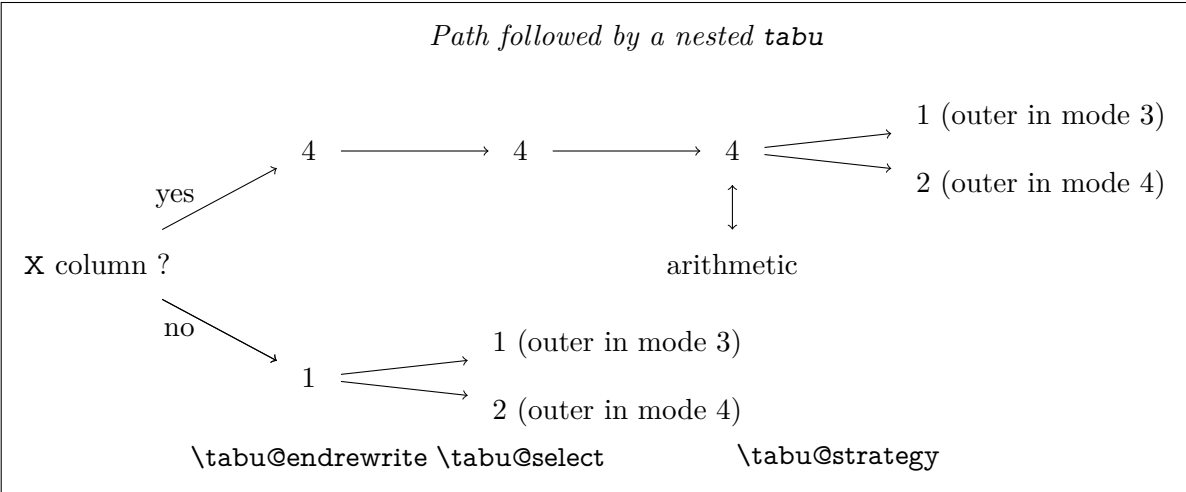 Path followed by a nested tabu
1 (outer in mode 3)
4 4 4
2 (outer in mode 4)
yes
X column ? arithmetic
no
1 (outer in mode 3)
1
2 (outer in mode 4)
\tabu@endrewrite \tabu@select \tabu@strategy